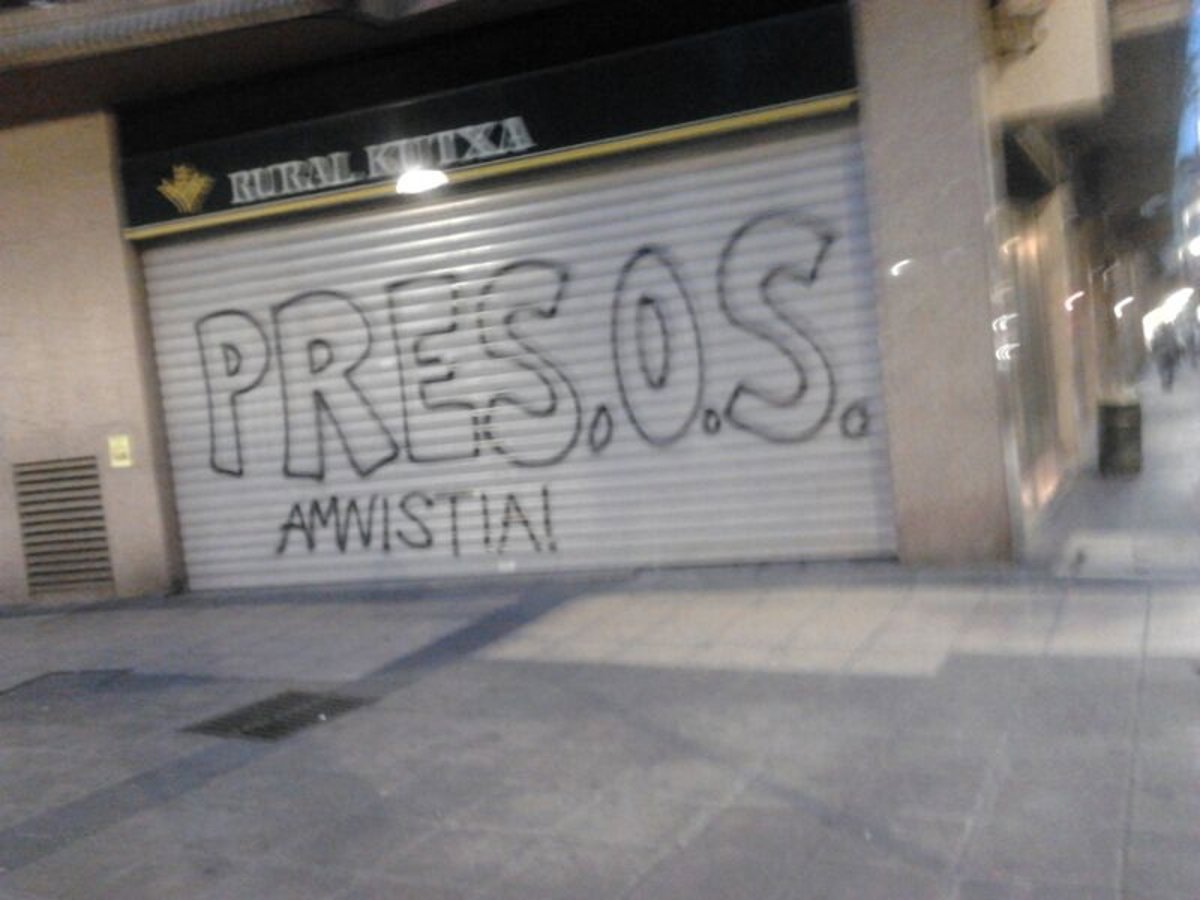 RURAL KUTXA
PRES.O.S.
AMNISTIA!